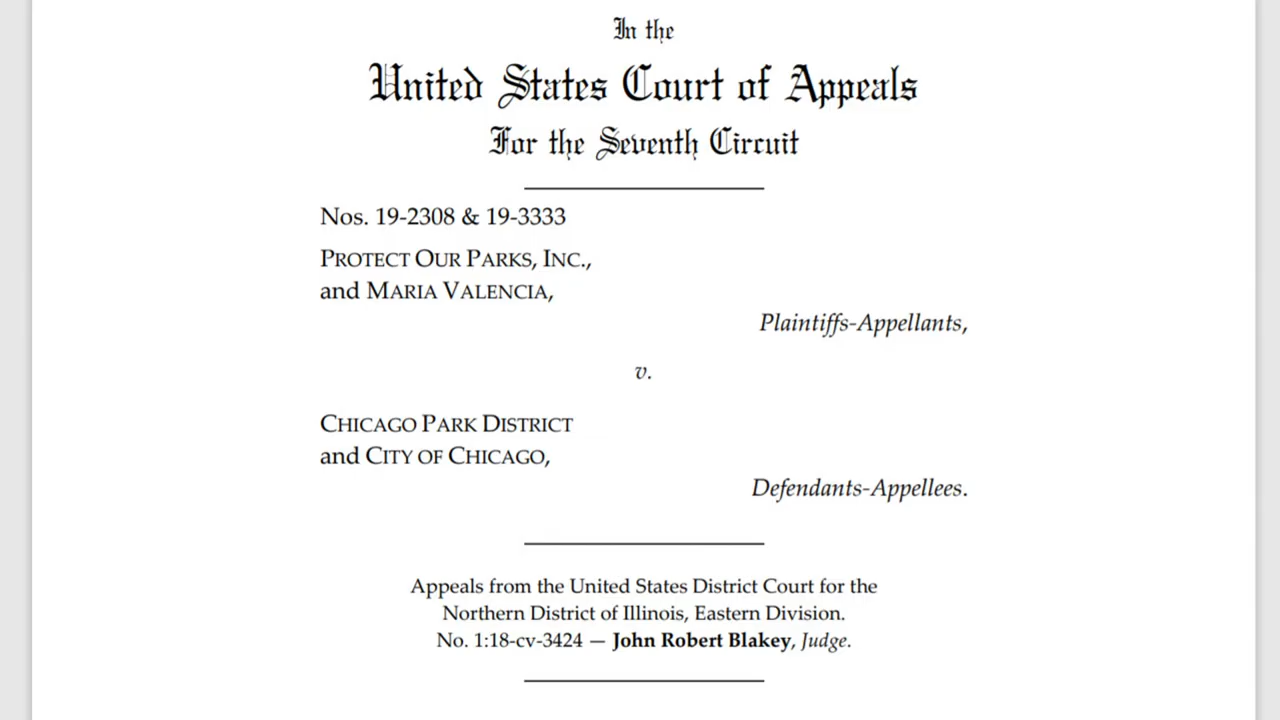 In the
United States Court of Appeals
For the Seventh Circuit
Nos. 19-2308 & 19-3333
PROTECT OUR PARKS, INC.,
and MARIA VALENCIA,
Plaintiffs-Appellants,
v.
CHICAGO PARK DISTRICT
and CITY OF CHICAGO,
Defendants-Appellees.
Appeals from the United States District Court for the
Northern District of Illinois, Eastern Division.
No. 1:18-cv-3424 — John Robert Blakey, Judge.